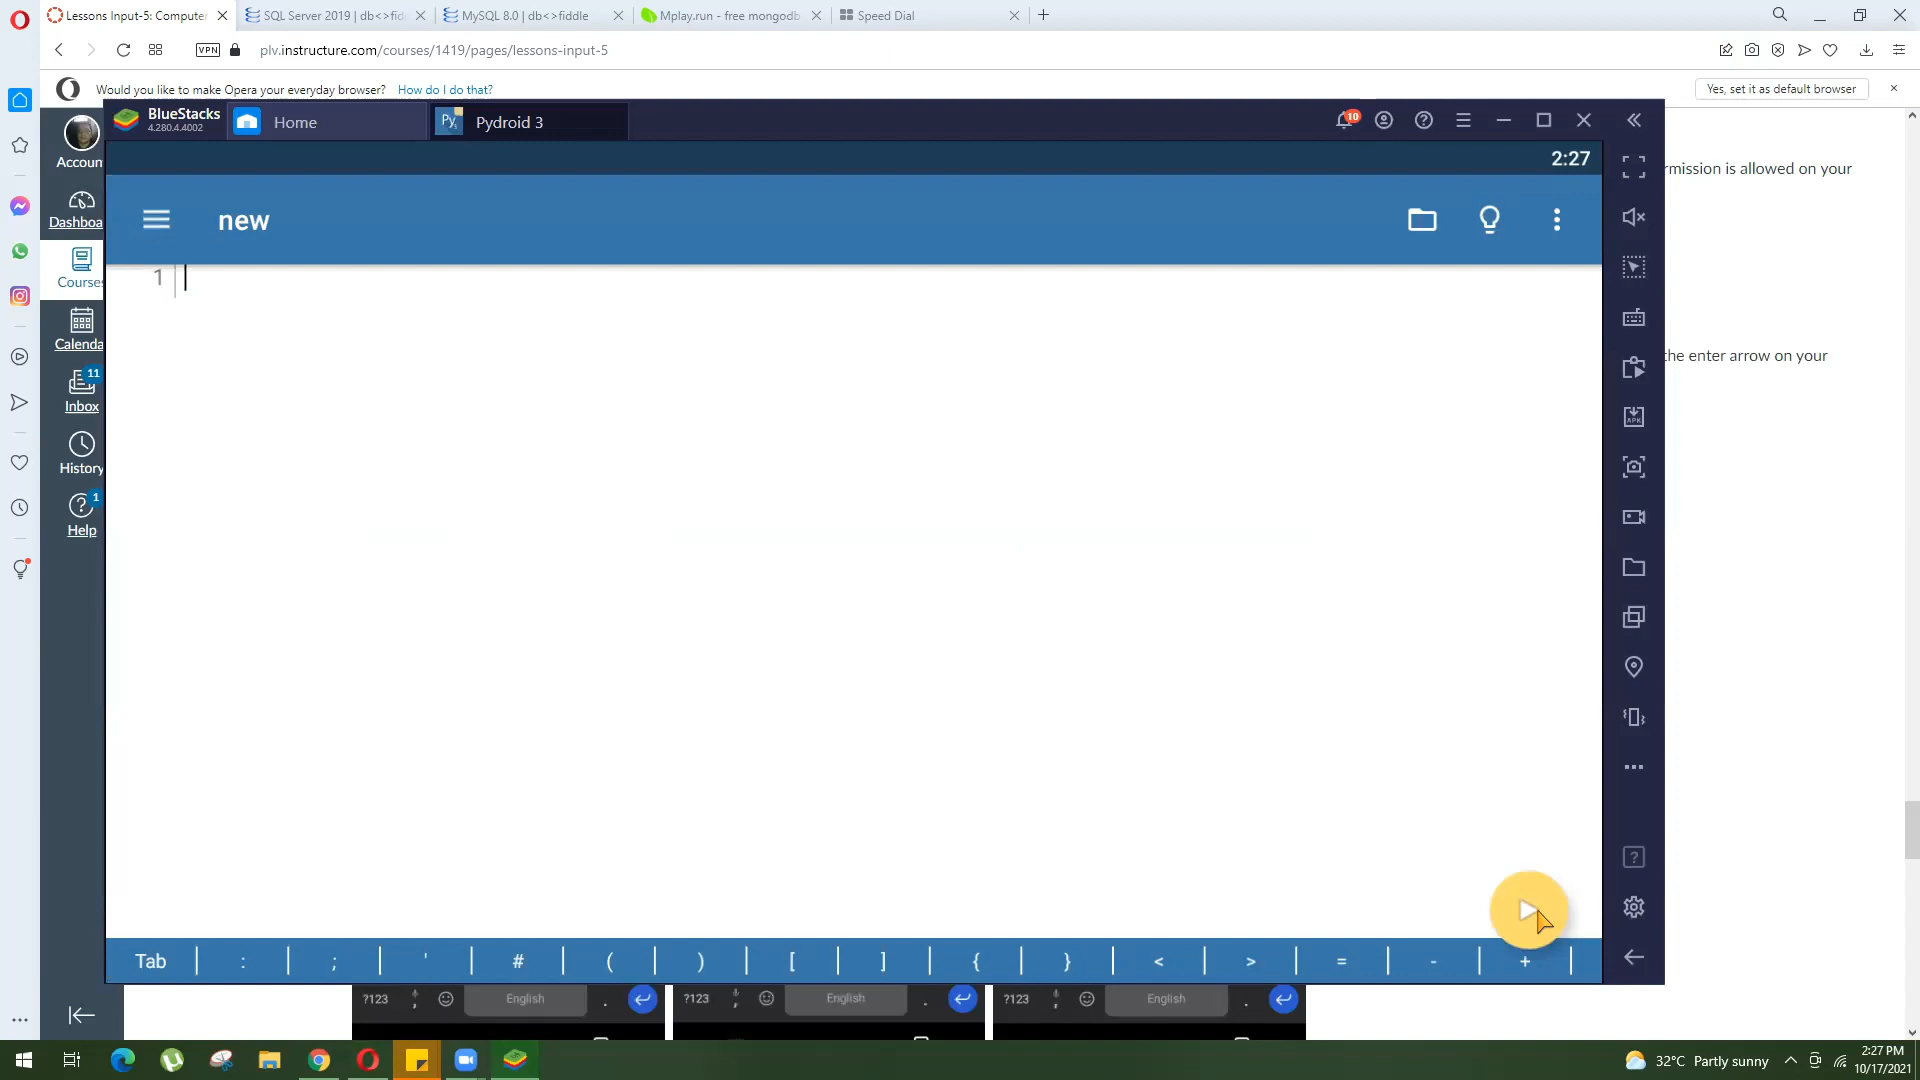 Lessons Input-5: Computer
SQL Server 2019 | db<>fid
MySQL 8.0 | db<>fiddle
Mplay.run - free mongodb
Speed Dial
VPN
plv.instructure.com/courses/1419/pages/lessons-input-5
Would you like to make Opera your everyday browser? How do I do that?
Yes, set it as default browser
BlueStacks
4.280.4.4002
Home
Pydroid 3
10
Accoun
2:27
rmission is allowed on your
new
Dashboa
1
Courses
Calenda
the enter arrow on your
11
Inbox
History
1
Help
Tab : ; ' # ( ) [ ] { } < > = - +
?123 , English . ?123 , English . ?123 , English .
32°C Partly sunny
2:27 PM
10/17/2021